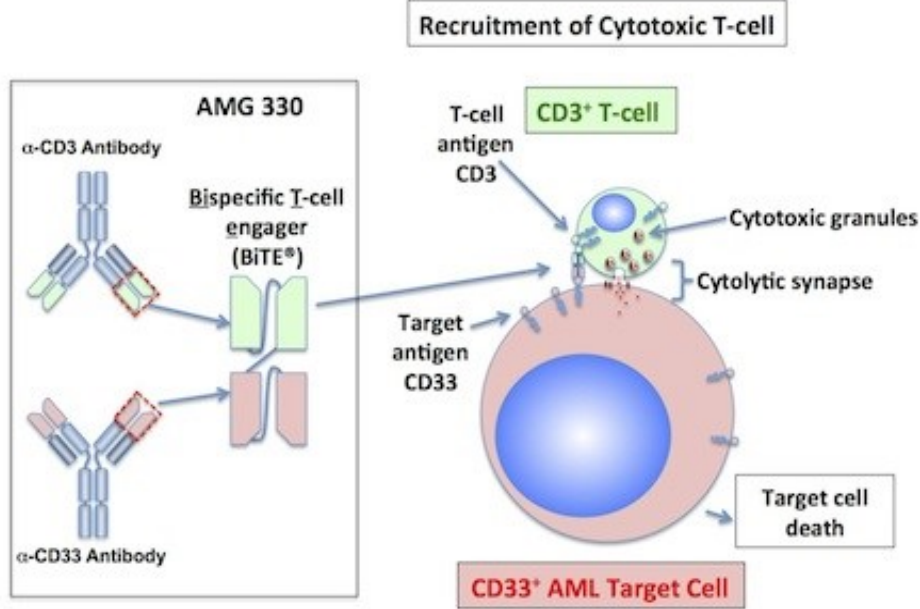 Recruitment of Cytotoxic T-cell
AMG 330
α-CD3 Antibody
Bispecific T-cell
engager
(BiTE®)
α-CD33 Antibody
T-cell
antigen
CD3
CD3⁺ T-cell
Cytotoxic granules
Cytolytic synapse
Target
antigen
CD33
Target cell
death
CD33⁺ AML Target Cell